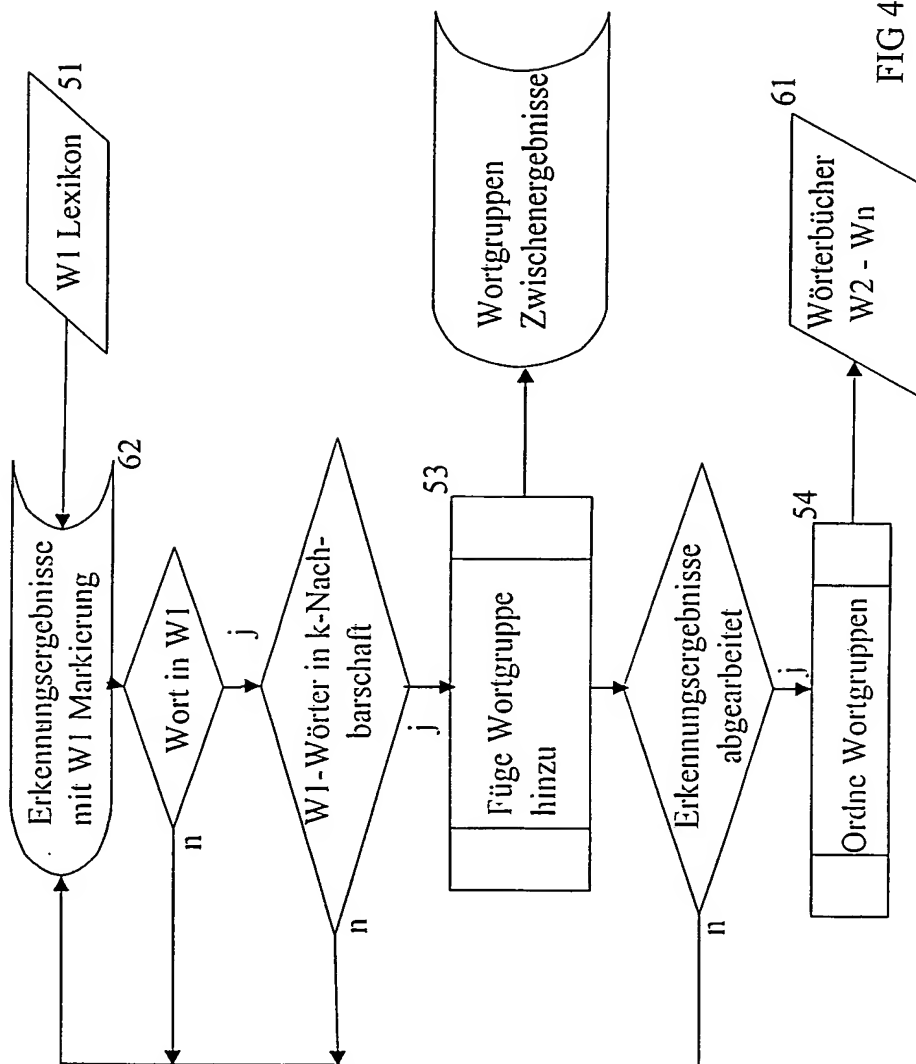 W1 Lexikon
51
Erkennungsergebnisse
mit W1 Markierung
62
Wort in W1
j
n
W1-Wörter in k-Nach-
barschaft
j
n
Füge Wortgruppe
hinzu
53
Wortgruppen
Zwischenergebnisse
Erkennungsergebnisse
abgearbeitet
j
n
Ordne Wortgruppen
54
Wörterbücher
W2 - Wn
61
FIG 4